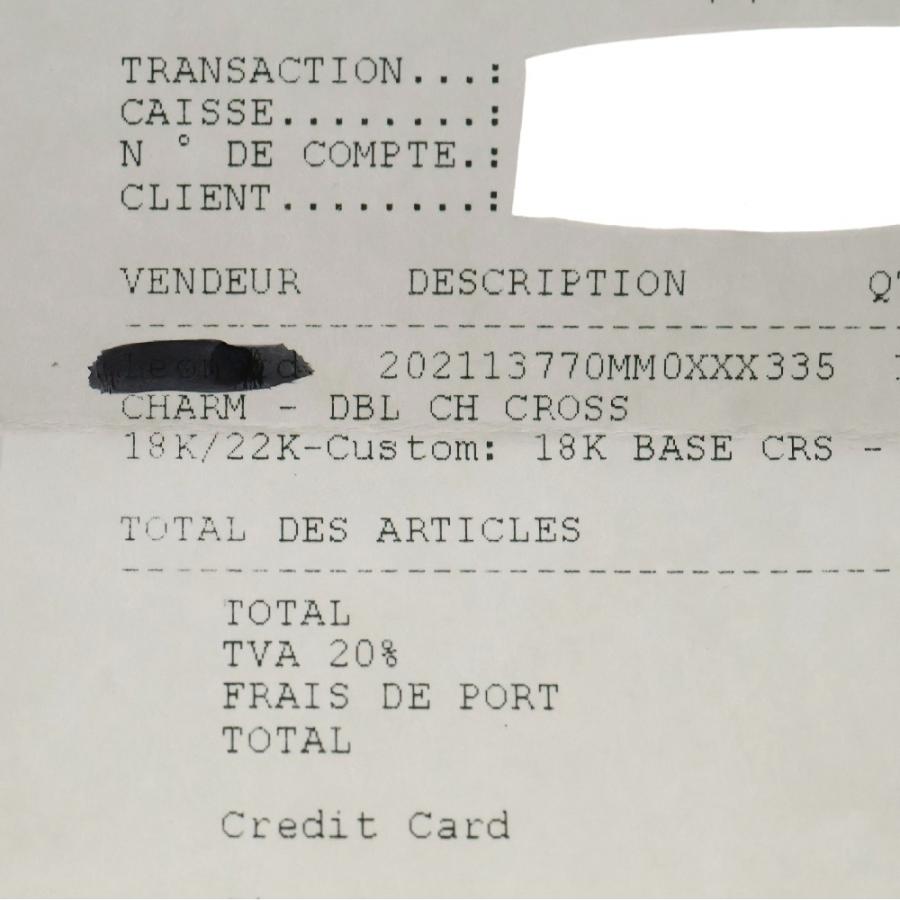 TRANSACTION...:
CAISSE........:
N ° DE COMPTE.:
CLIENT........:
VENDEUR DESCRIPTION
202113770MM0XXX335
CHARM - DBL CH CROSS
18K/22K-Custom: 18K BASE CRS -
TOTAL DES ARTICLES
TOTAL
TVA 20%
FRAIS DE PORT
TOTAL
Credit Card